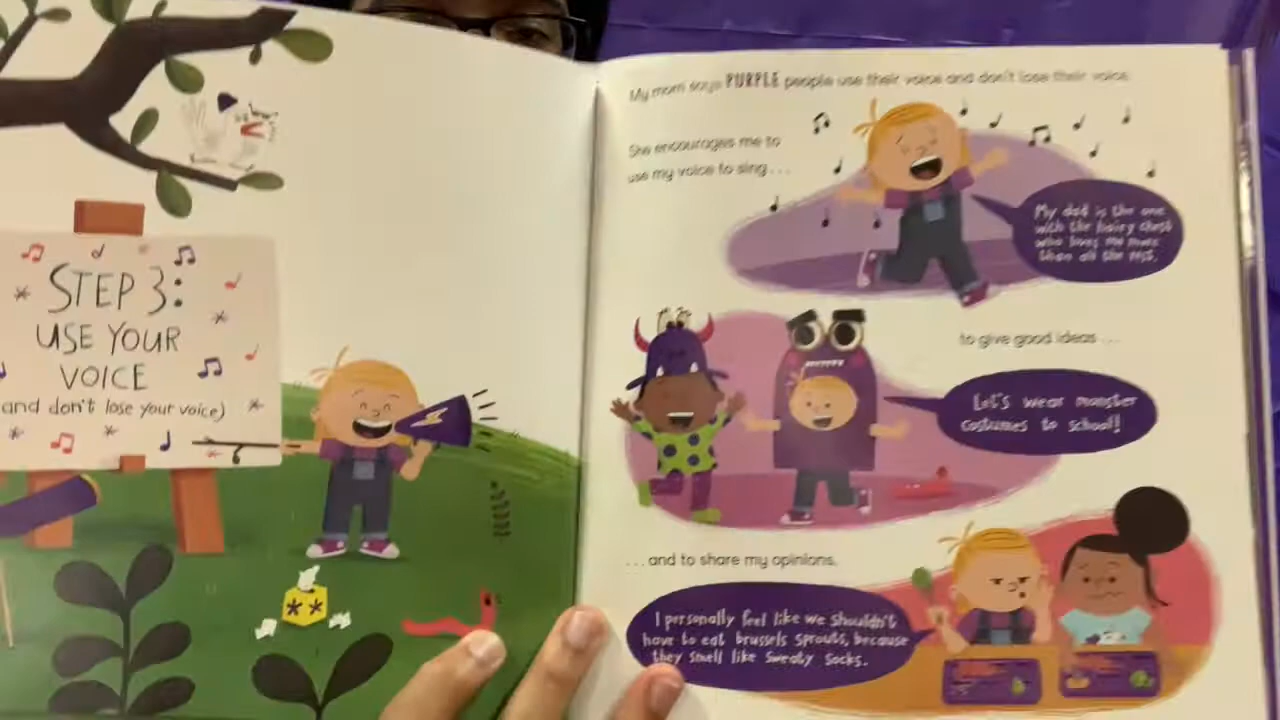 STEP 3:
USE YOUR
VOICE
and don't lose your voice)
My mom says PURPLE people use their voice and don't lose their voice.
She encourages me to
use my voice to sing . . .
My dad is the one
with the hairy chest
who loves me more
than all the rest.
to give good ideas . . .
Let's wear monster
costumes to school!
. . . and to share my opinions.
I personally feel like we shouldn't
have to eat brussels sprouts, because
they smell like sweaty socks.